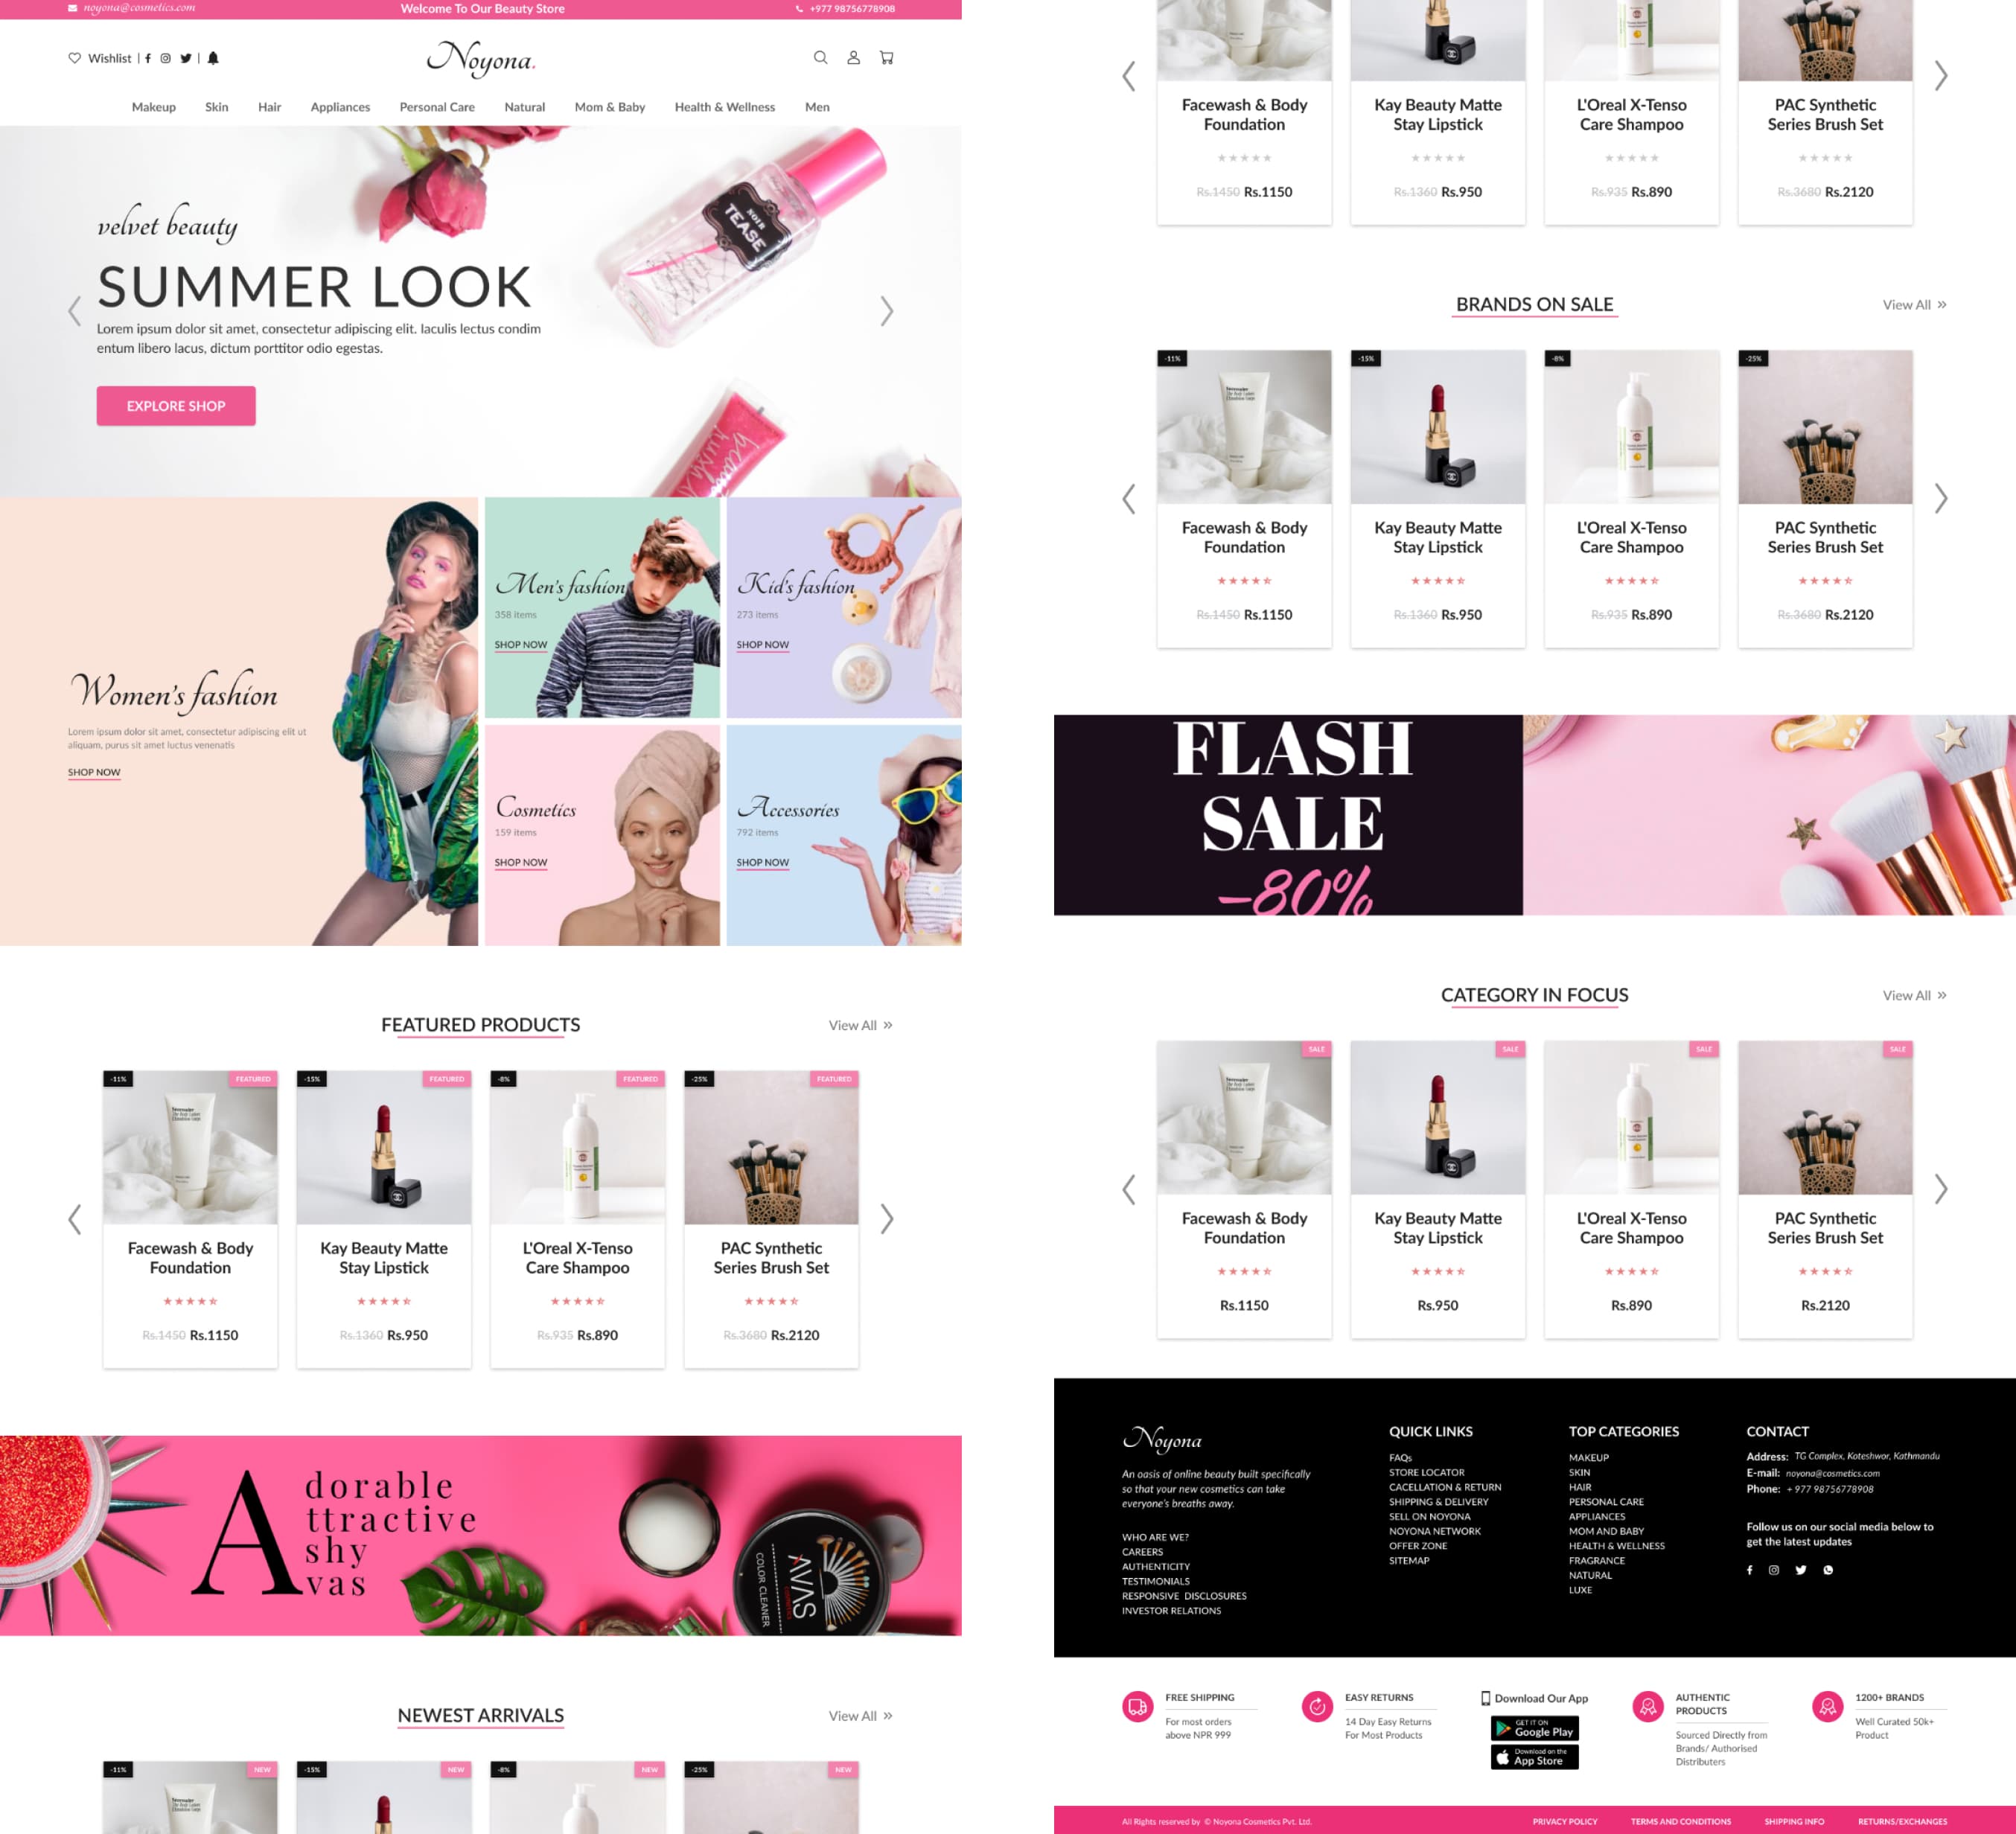 noyona@cosmetics.com
Welcome To Our Beauty Store
+977 98756778908
Wishlist
Noyona.
Makeup
Skin
Hair
Appliances
Personal Care
Natural
Mom & Baby
Health & Wellness
Men
velvet beauty
SUMMER LOOK
Lorem ipsum dolor sit amet, consectetur adipiscing elit. Iaculis lectus condim
entum libero lacus, dictum porttitor odio egestas.
EXPLORE SHOP
NOIR
TEASE
Women's fashion
Lorem ipsum dolor sit amet, consectetur adipiscing elit ut
aliquam, purus sit amet luctus venenatis
SHOP NOW
Men's fashion
358 items
SHOP NOW
Kid's fashion
273 items
SHOP NOW
Cosmetics
159 items
SHOP NOW
Accessories
792 items
SHOP NOW
FEATURED PRODUCTS
View All »
-11%
FEATURED
-15%
FEATURED
-8%
FEATURED
-25%
FEATURED
Facewash & Body
Foundation
Rs.1450 Rs.1150
Kay Beauty Matte
Stay Lipstick
Rs.1360 Rs.950
L'Oreal X-Tenso
Care Shampoo
Rs.935 Rs.890
PAC Synthetic
Series Brush Set
Rs.3680 Rs.2120
A
dorable
ttractive
shy
vas
AVAS
COLOR CLEANER
NEWEST ARRIVALS
View All »
-11%
NEW
-15%
NEW
-8%
NEW
-25%
NEW
Facewash & Body
Foundation
Rs.1450 Rs.1150
Kay Beauty Matte
Stay Lipstick
Rs.1360 Rs.950
L'Oreal X-Tenso
Care Shampoo
Rs.935 Rs.890
PAC Synthetic
Series Brush Set
Rs.3680 Rs.2120
BRANDS ON SALE
View All »
-11%
-15%
-8%
-25%
Facewash & Body
Foundation
Rs.1450 Rs.1150
Kay Beauty Matte
Stay Lipstick
Rs.1360 Rs.950
L'Oreal X-Tenso
Care Shampoo
Rs.935 Rs.890
PAC Synthetic
Series Brush Set
Rs.3680 Rs.2120
FLASH
SALE
-80%
CATEGORY IN FOCUS
View All »
SALE
SALE
SALE
SALE
Facewash & Body
Foundation
Rs.1150
Kay Beauty Matte
Stay Lipstick
Rs.950
L'Oreal X-Tenso
Care Shampoo
Rs.890
PAC Synthetic
Series Brush Set
Rs.2120
Noyona
An oasis of online beauty built specifically
so that your new cosmetics can take
everyone's breaths away.
WHO ARE WE?
CAREERS
AUTHENTICITY
TESTIMONIALS
RESPONSIVE DISCLOSURES
INVESTOR RELATIONS
QUICK LINKS
FAQs
STORE LOCATOR
CACELLATION & RETURN
SHIPPING & DELIVERY
SELL ON NOYONA
NOYONA NETWORK
OFFER ZONE
SITEMAP
TOP CATEGORIES
MAKEUP
SKIN
HAIR
PERSONAL CARE
APPLIANCES
MOM AND BABY
HEALTH & WELLNESS
FRAGRANCE
NATURAL
LUXE
CONTACT
Address: TG Complex, Koteshwor, Kathmandu
E-mail: noyona@cosmetics.com
Phone: + 977 98756778908
Follow us on our social media below to
get the latest updates
FREE SHIPPING
For most orders
above NPR 999
EASY RETURNS
14 Day Easy Returns
For Most Products
Download Our App
GET IT ON
Google Play
Download on the
App Store
AUTHENTIC
PRODUCTS
Sourced Directly from
Brands/ Authorised
Distributers
1200+ BRANDS
Well Curated 50k+
Product
All Rights reserved by © Noyona Cosmetics Pvt. Ltd.
PRIVACY POLICY
TERMS AND CONDITIONS
SHIPPING INFO
RETURNS/EXCHANGES